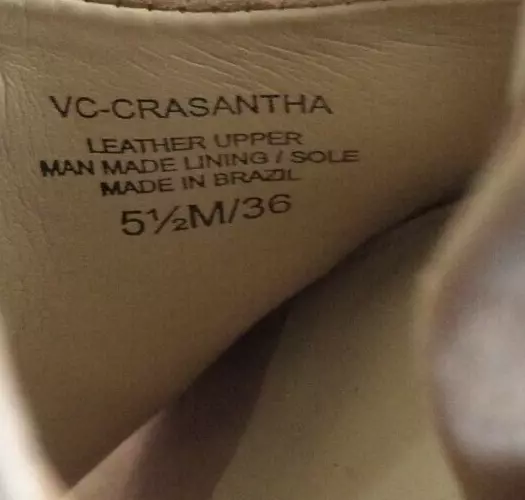 VC-CRASANTHA
LEATHER UPPER
MAN MADE LINING / SOLE
MADE IN BRAZIL
5½M/36